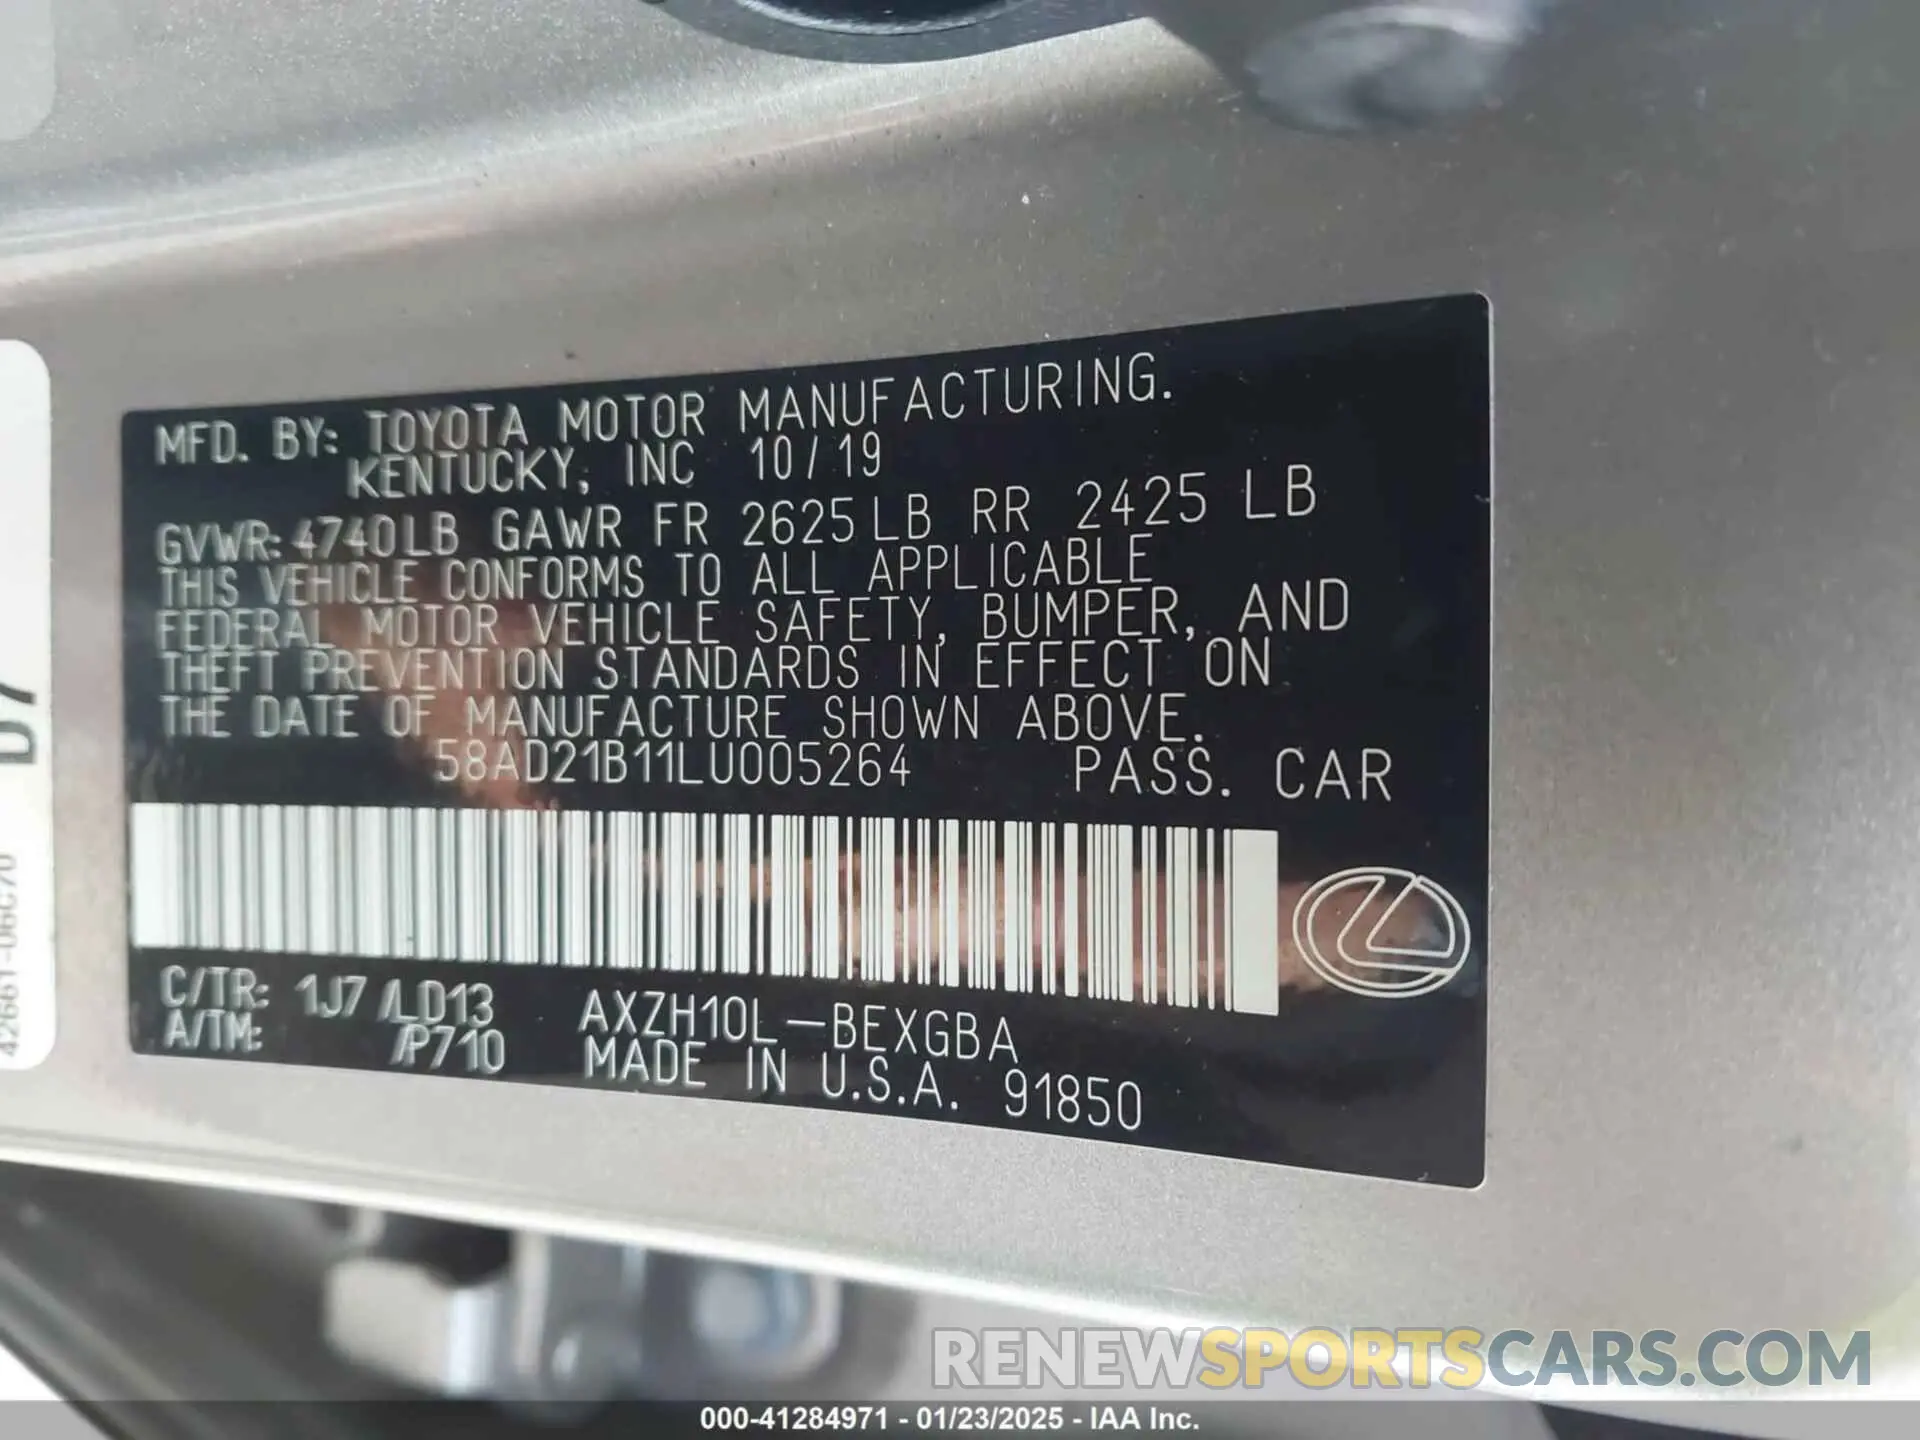 MFD. BY: TOYOTA MOTOR MANUFACTURING.
KENTUCKY, INC 10/19
GVWR: 4740LB GAWR FR 2625LB RR 2425 LB
THIS VEHICLE CONFORMS TO ALL APPLICABLE
FEDERAL MOTOR VEHICLE SAFETY, BUMPER, AND
THEFT PREVENTION STANDARDS IN EFFECT ON
THE DATE OF MANUFACTURE SHOWN ABOVE.
58AD21B11LU005264 PASS. CAR
C/TR: 1J7 /LD13 AXZH10L-BEXGBA
A/TM: /P710 MADE IN U.S.A. 91850
D7
42661-06C70
RENEWSPORTSCARS.COM
000-41284971 - 01/23/2025 - IAA Inc.